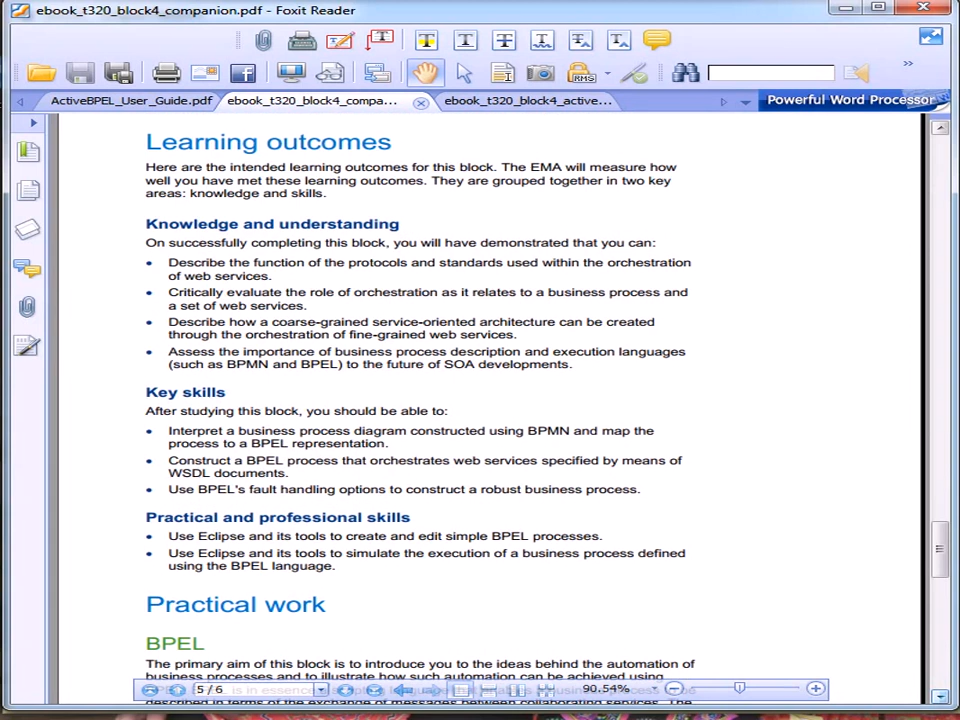 ebook_t320_block4_companion.pdf - Foxit Reader
RMS
ActiveBPEL_User_Guide.pdf
ebook_t320_block4_compa...
ebook_t320_block4_active...
Powerful Word Processor
Learning outcomes
Here are the intended learning outcomes for this block. The EMA will measure how
well you have met these learning outcomes. They are grouped together in two key
areas: knowledge and skills.
Knowledge and understanding
On successfully completing this block, you will have demonstrated that you can:
• Describe the function of the protocols and standards used within the orchestration
of web services.
• Critically evaluate the role of orchestration as it relates to a business process and
a set of web services.
• Describe how a coarse-grained service-oriented architecture can be created
through the orchestration of fine-grained web services.
• Assess the importance of business process description and execution languages
(such as BPMN and BPEL) to the future of SOA developments.
Key skills
After studying this block, you should be able to:
• Interpret a business process diagram constructed using BPMN and map the
process to a BPEL representation.
• Construct a BPEL process that orchestrates web services specified by means of
WSDL documents.
• Use BPEL's fault handling options to construct a robust business process.
Practical and professional skills
• Use Eclipse and its tools to create and edit simple BPEL processes.
• Use Eclipse and its tools to simulate the execution of a business process defined
using the BPEL language.
Practical work
BPEL
The primary aim of this block is to introduce you to the ideas behind the automation of
business processes and to illustrate how such automation can be achieved using
5 / 6
90.54%
described in terms of the exchange of messages between collaborating services. The